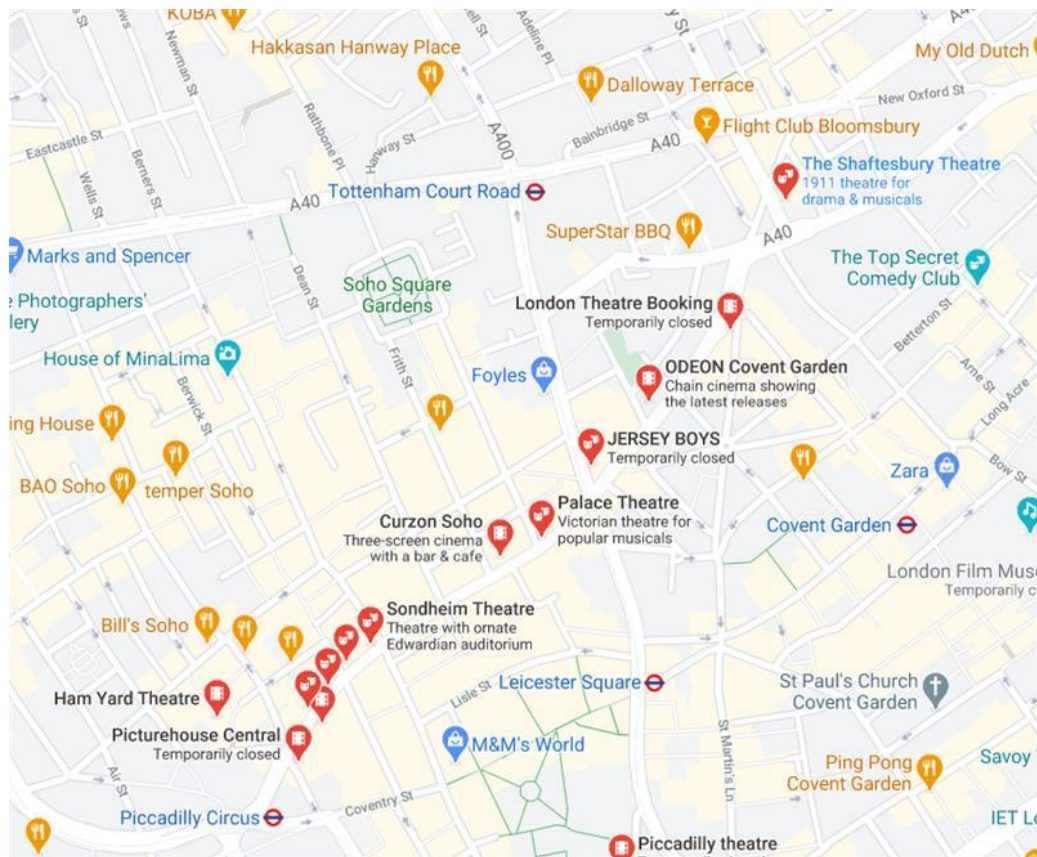 KOBA
Hakkasan Hanway Place
Newman St
Rathbone Pl
Hanway St
Adeline Pl
My Old Dutch
Dalloway Terrace
New Oxford St
Bainbridge St
Flight Club Bloomsbury
A400
A40
Eastcastle St
Wells St
Berners St
Tottenham Court Road
A40
The Shaftesbury Theatre
1911 theatre for
drama & musicals
SuperStar BBQ
A40
Marks and Spencer
Dean St
Soho Square
Gardens
The Top Secret
Comedy Club
Photographers'
London Theatre Booking
Temporarily closed
Betterton St
House of MinaLima
Frith St
Foyles
ODEON Covent Garden
Chain cinema showing
the latest releases
Arne St
Long Acre
Berwick St
ing House
JERSEY BOYS
Temporarily closed
Bow St
Zara
BAO Soho
temper Soho
Palace Theatre
Victorian theatre for
popular musicals
Curzon Soho
Three-screen cinema
with a bar & cafe
Covent Garden
London Film Muse
Temporarily cl
Sondheim Theatre
Theatre with ornate
Edwardian auditorium
Bill's Soho
Ham Yard Theatre
Lisle St
Leicester Square
St Paul's Church
Covent Garden
Picturehouse Central
Temporarily closed
M&M's World
St Martin's Ln
Air St
Ping Pong
Covent Garden
Savoy
Piccadilly Circus
Coventry St
IET Lo
Piccadilly theatre